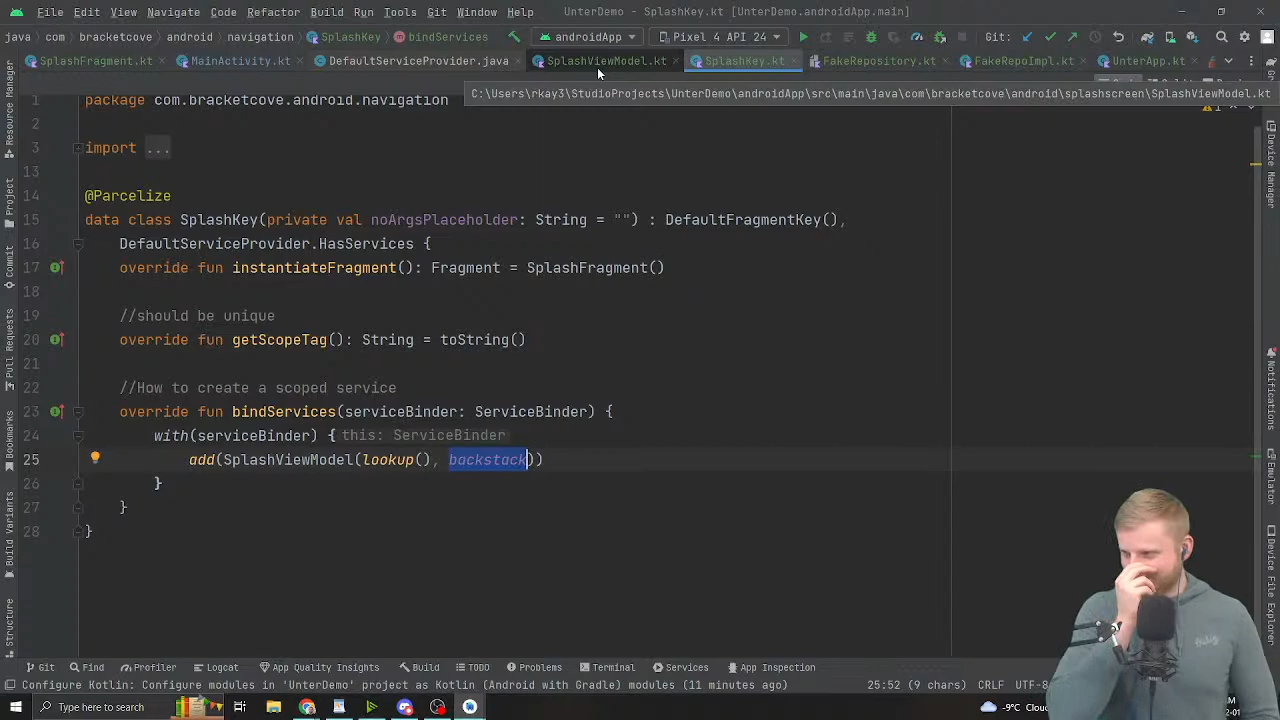 File Edit View Navigate Code Refactor Build Run Tools Git Window Help UnterDemo - SplashKey.kt [UnterDemo.androidApp.main]
java com bracketcove android navigation SplashKey bindServices androidApp Pixel 4 API 24 Git:
SplashFragment.kt MainActivity.kt DefaultServiceProvider.java SplashViewModel.kt SplashKey.kt FakeRepository.kt FakeRepoImpl.kt UnterApp.kt
C:\Users\rkay3\StudioProjects\UnterDemo\androidApp\src\main\java\com\bracketcove\android\splashscreen\SplashViewModel.kt
1 package com.bracketcove.android.navigation
2
3 import ...
13
14 @Parcelize
15 data class SplashKey(private val noArgsPlaceholder: String = "") : DefaultFragmentKey(),
16 DefaultServiceProvider.HasServices {
17 override fun instantiateFragment(): Fragment = SplashFragment()
18
19 //should be unique
20 override fun getScopeTag(): String = toString()
21
22 //How to create a scoped service
23 override fun bindServices(serviceBinder: ServiceBinder) {
24 with(serviceBinder) { this: ServiceBinder
25 add(SplashViewModel(lookup(), backstack))
26 }
27 }
28 }
Resource Manager
Project
Commit
Pull Requests
Bookmarks
Build Variants
Structure
Gradle
Device Manager
Notifications
Emulator
Device File Explorer
Git Find Profiler Logcat App Quality Insights Build TODO Problems Terminal Services App Inspection
Configure Kotlin: Configure modules in 'UnterDemo' project as Kotlin (Android with Gradle) modules (11 minutes ago) 25:52 (9 chars) CRLF UTF-8
Type here to search -9°C